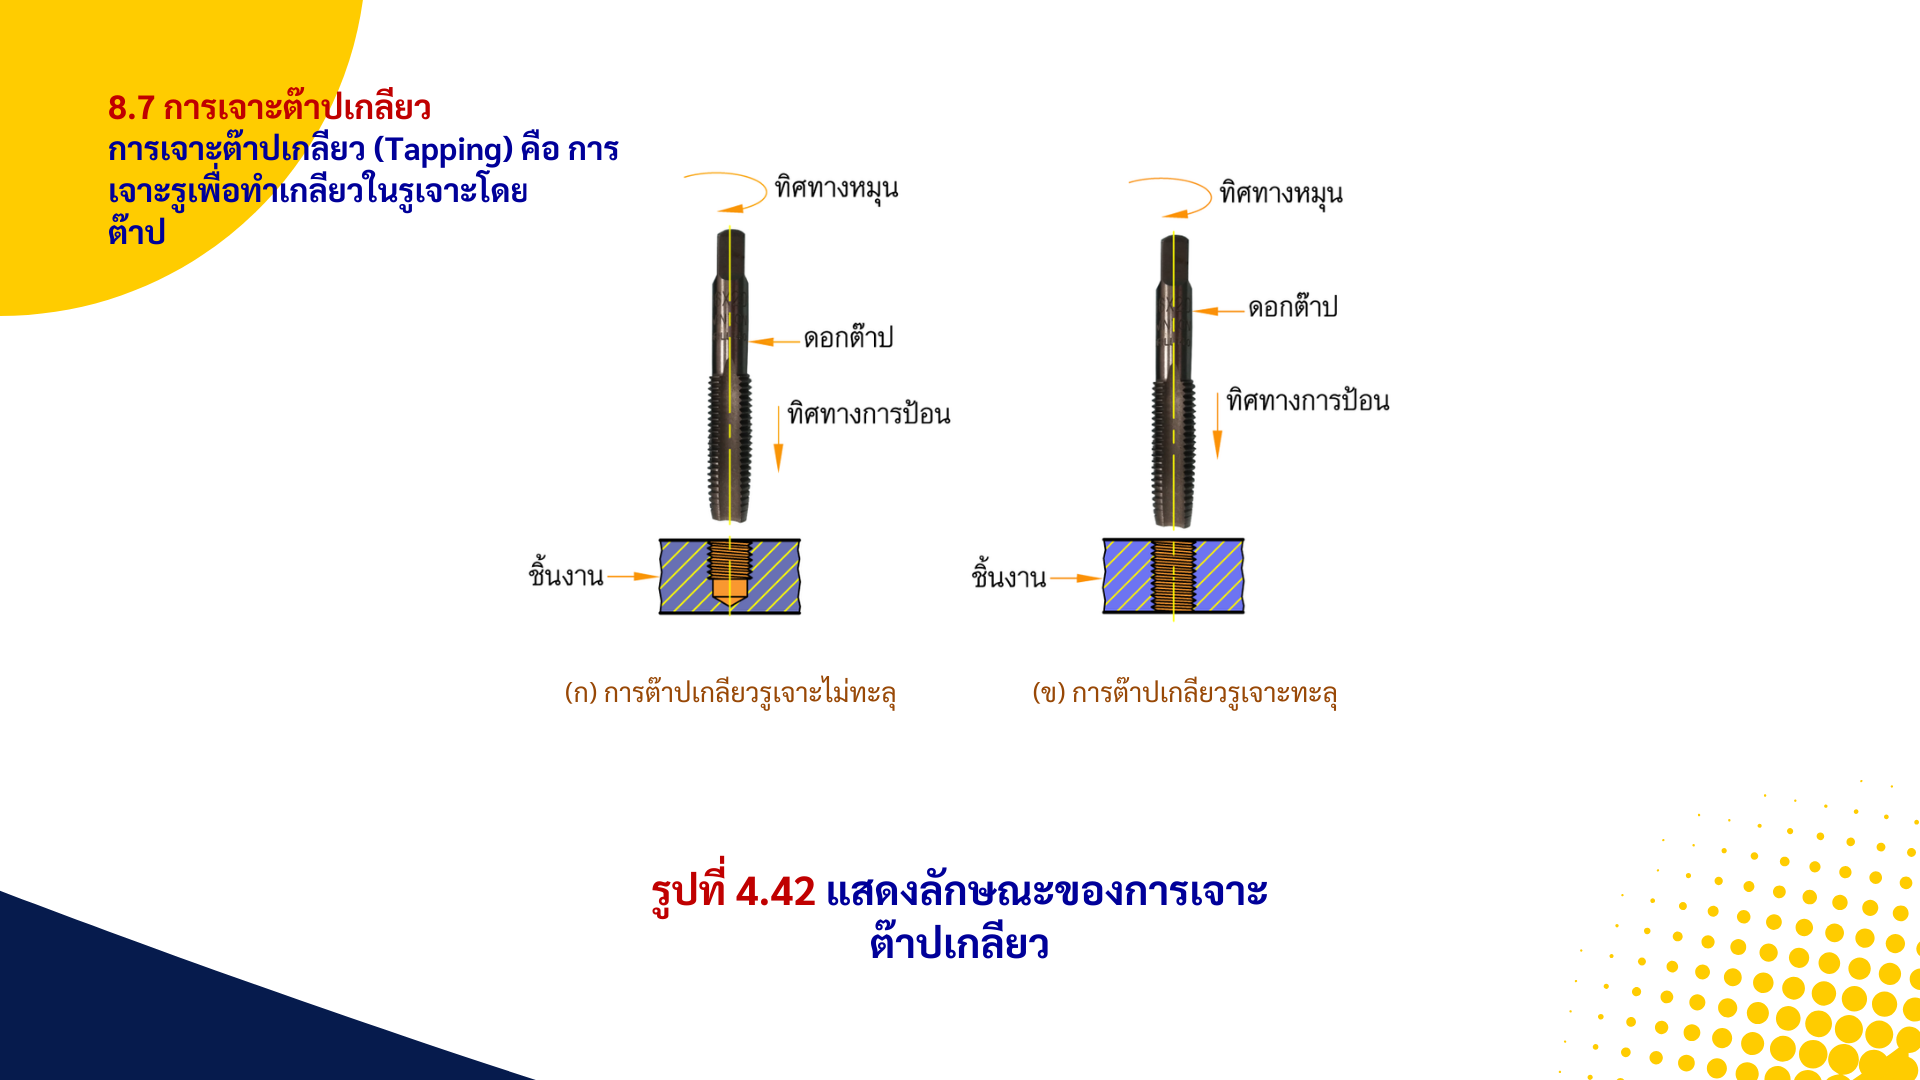 8.7 การเจาะต๊าปเกลียว
การเจาะต๊าปเกลียว (Tapping) คือ การ
เจาะรูเพื่อทำเกลียวในรูเจาะโดย
ต๊าป
ทิศทางหมุน
ดอกต๊าป
ทิศทางการป้อน
ชิ้นงาน
(ก) การต๊าปเกลียวรูเจาะไม่ทะลุ
ทิศทางหมุน
ดอกต๊าป
ทิศทางการป้อน
ชิ้นงาน
(ข) การต๊าปเกลียวรูเจาะทะลุ
รูปที่ 4.42 แสดงลักษณะของการเจาะ
ต๊าปเกลียว